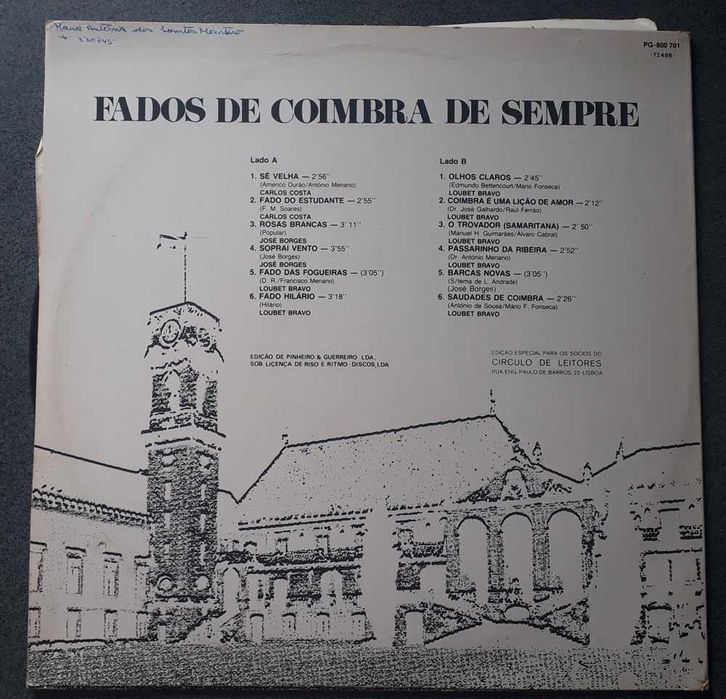 Maria António dos Santos Monteiro
330745
PG-800 701
·72486·
FADOS DE COIMBRA DE SEMPRE
Lado A
1. SÉ VELHA — 2'56''
(Américo Durão/António Menano)
CARLOS COSTA
2. FADO DO ESTUDANTE — 2'55''
(F. M. Soares)
CARLOS COSTA
3. ROSAS BRANCAS — 3'11''
(Popular)
JOSÉ BORGES
4. SOPRAI VENTO — 3'55''
(José Borges)
JOSÉ BORGES
5. FADO DAS FOGUEIRAS — (3'05'')
(D. R./Francisco Menano)
LOUBET BRAVO
6. FADO HILÁRIO — 3'18''
(Hilário)
LOUBET BRAVO
Lado B
1. OLHOS CLAROS — 2'45''
(Edmundo Bettencourt/Mário Fonseca)
LOUBET BRAVO
2. COIMBRA É UMA LIÇÃO DE AMOR — 2'12''
(Dr. José Galhardo/Raul Ferrão)
LOUBET BRAVO
3. O TROVADOR (SAMARITANA) — 2'50''
(Manuel H. Guimarães/Álvaro Cabral)
LOUBET BRAVO
4. PASSARINHO DA RIBEIRA — 2'52''
(Dr. António Menano)
LOUBET BRAVO
5. BARCAS NOVAS — (3'05'')
(S/tema de L. Andrade)
(José Borges)
6. SAUDADES DE COIMBRA — 2'26''
(António de Sousa/Mário F. Fonseca)
LOUBET BRAVO
EDIÇÃO DE PINHEIRO & GUERREIRO LDA.
SOB LICENÇA DE RISO E RITMO-DISCOS, LDA
EDIÇÃO ESPECIAL PARA OS SÓCIOS DO
CÍRCULO DE LEITORES
RUA ENG. PAULO DE BARROS, 22-LISBOA